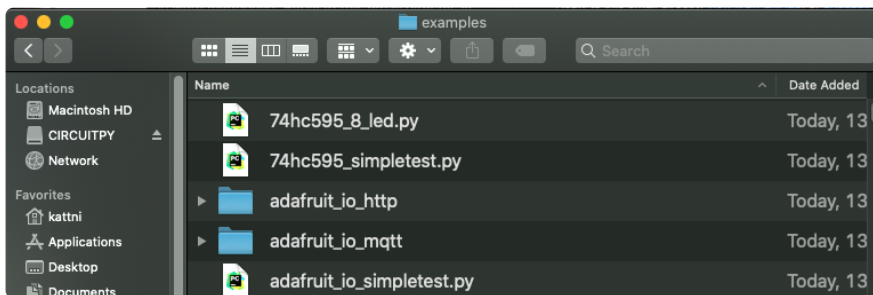 examples
Search
Locations
Macintosh HD
CIRCUITPY
Network
Favorites
kattni
Applications
Desktop
Documents
Name Date Added
74hc595_8_led.py Today, 13
74hc595_simpletest.py Today, 13
adafruit_io_http Today, 13
adafruit_io_mqtt Today, 13
adafruit_io_simpletest.py Today, 13